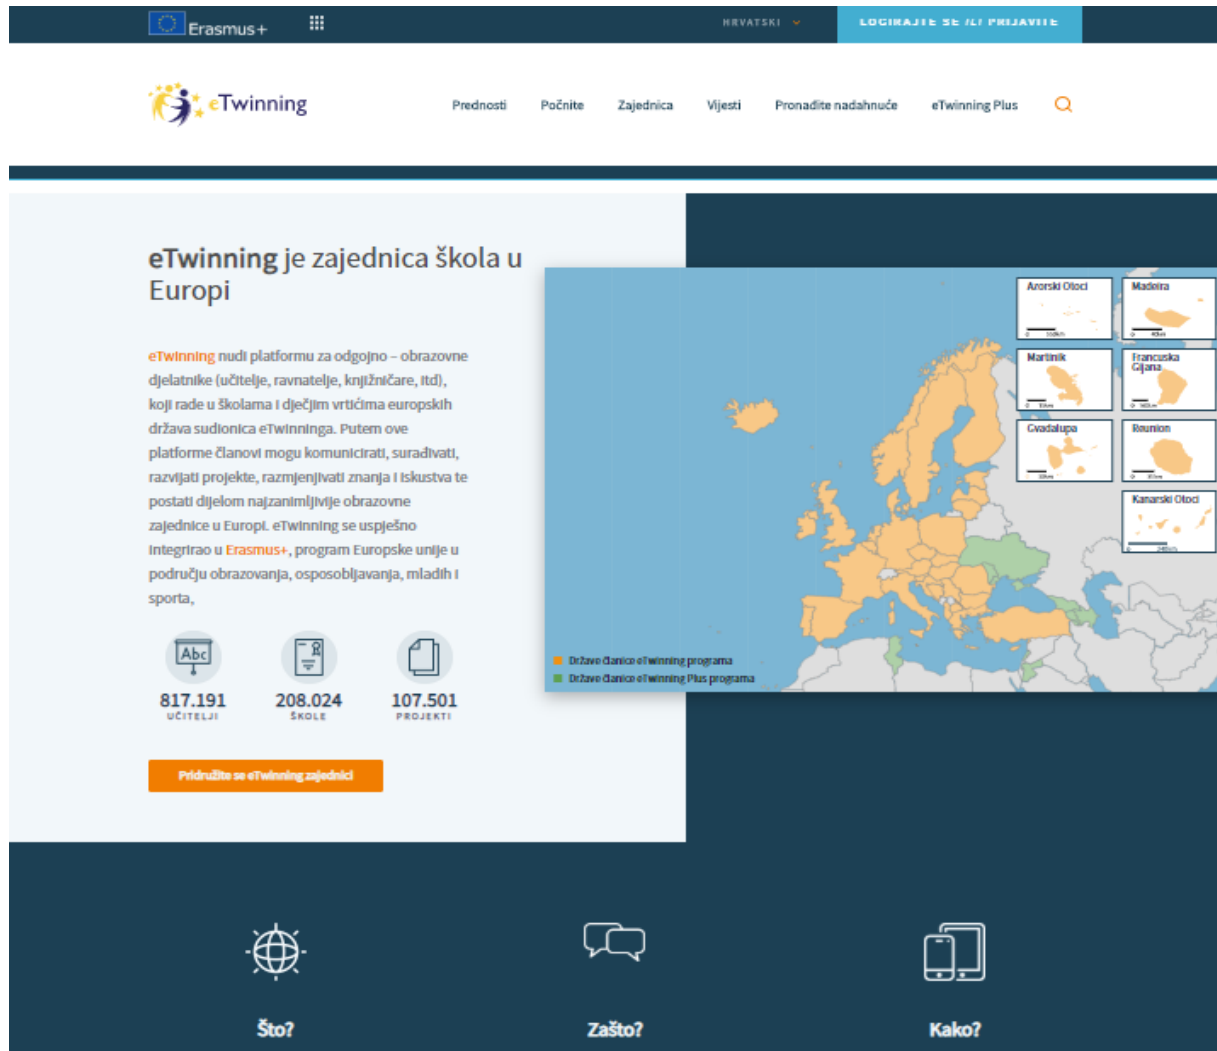 Erasmus+
HRVATSKI
LOGIRAJTE SE ILI PRIJAVITE
eTwinning
Prednosti
Počnite
Zajednica
Vijesti
Pronađite nadahnuće
eTwinning Plus
eTwinning je zajednica škola u
Europi
eTwinning nudi platformu za odgojno – obrazovne
djelatnike (učitelje, ravnatelje, knjižničare, itd),
koji rade u školama i dječjim vrtićima europskih
država sudionica eTwinninga. Putem ove
platforme članovi mogu komunicirati, surađivati,
razvijati projekte, razmjenjivati znanja i iskustva te
postati dijelom najzanimljivije obrazovne
zajednice u Europi. eTwinning se uspješno
integrirao u Erasmus+, program Europske unije u
području obrazovanja, osposobljavanja, mladih i
sporta,
Abc
817.191
UČITELJI
208.024
ŠKOLE
107.501
PROJEKTI
Pridružite se eTwinning zajednici
Azorski Otoci
Madeira
Martinik
Francuska
Gijana
Gvadalupa
Reunion
Kanarski Otoci
Države članice eTwinning programa
Države članice eTwinning Plus programa
Što?
Zašto?
Kako?